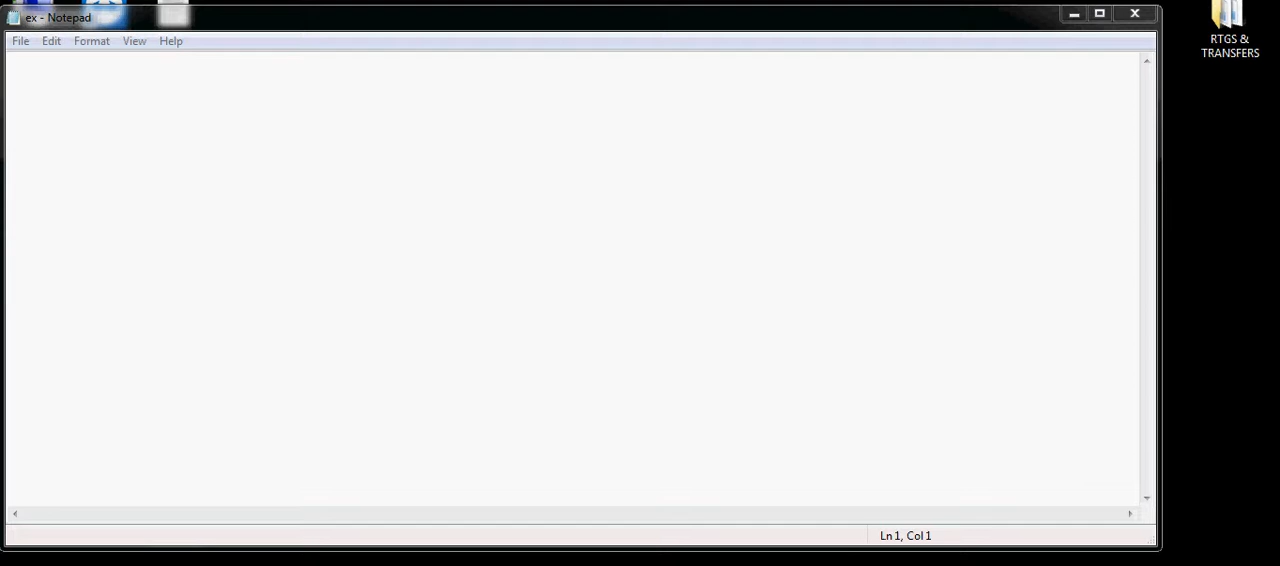 ex - Notepad
File Edit Format View Help
RTGS &
TRANSFERS
Ln 1, Col 1